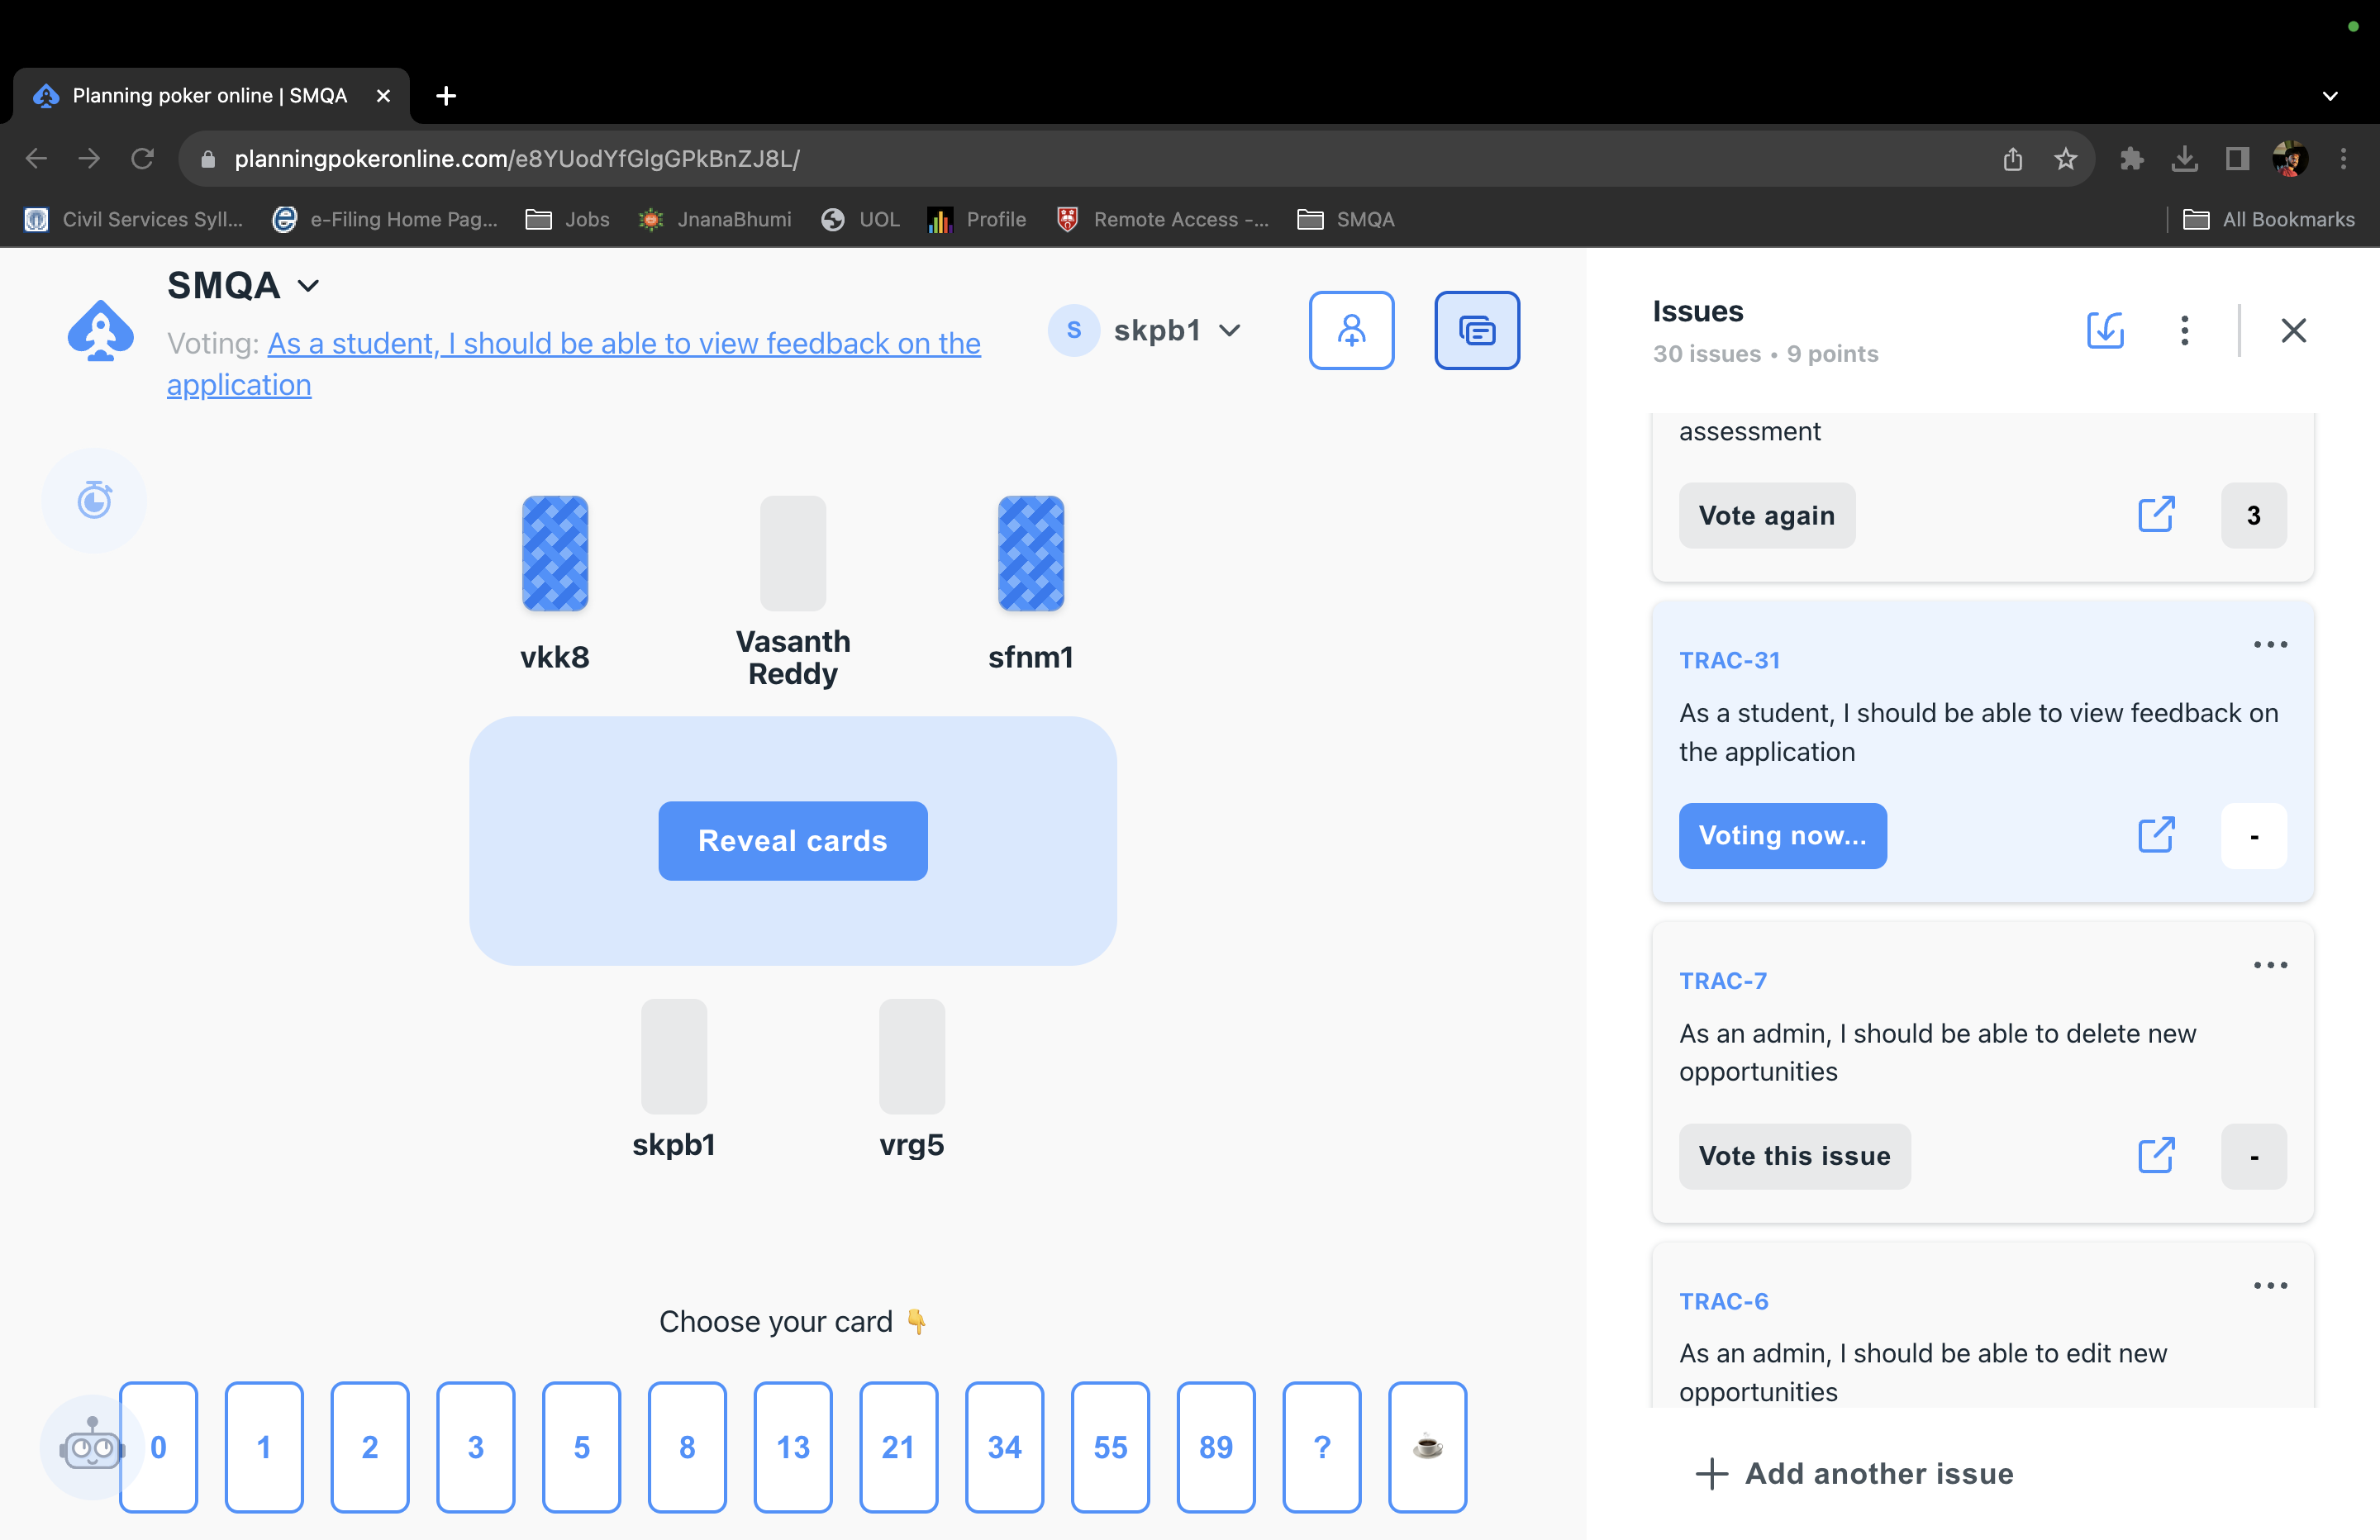 Planning poker online | SMQA
planningpokeronline.com/e8YUodYfGlgGPkBnZJ8L/
Civil Services Syll...
e-Filing Home Pag...
Jobs
JnanaBhumi
UOL
Profile
Remote Access -...
SMQA
All Bookmarks
SMQA
Voting: As a student, I should be able to view feedback on the
application
S
skpb1
vkk8
Vasanth
Reddy
sfnm1
Reveal cards
skpb1
vrg5
Choose your card
0
1
2
3
5
8
13
21
34
55
89
?
Issues
30 issues • 9 points
assessment
Vote again
3
TRAC-31
As a student, I should be able to view feedback on
the application
Voting now...
-
TRAC-7
As an admin, I should be able to delete new
opportunities
Vote this issue
-
TRAC-6
As an admin, I should be able to edit new
opportunities
Add another issue